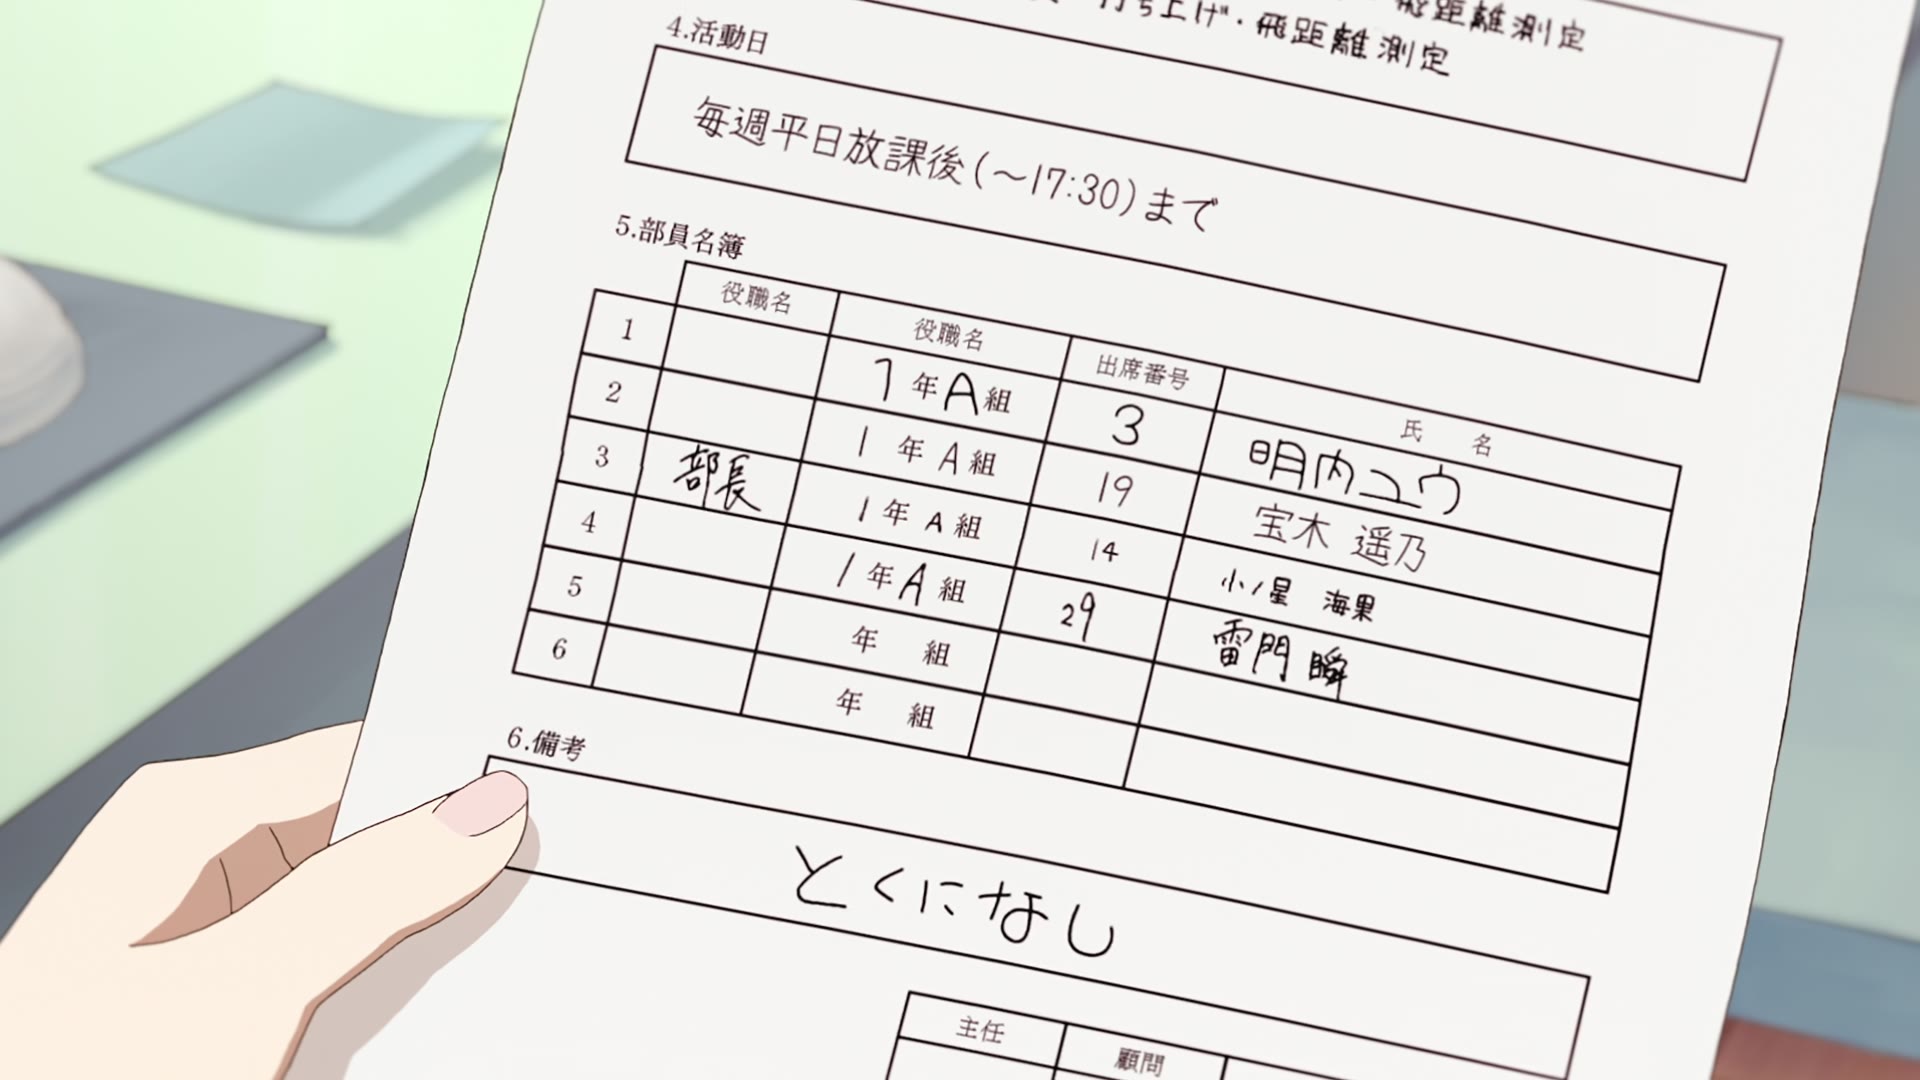 飛距離測定
打ち上げ・飛距離測定
4.活動日
毎週平日放課後(〜17:30)まで
5.部員名簿
役職名 役職名 出席番号 氏 名
1 1年A組 3 明内ユウ
2 1年A組 19 宝木 遥乃
3 部長 1年A組 14 小ノ星 海果
4 1年A組 29 雷門 瞬
5 年 組
6 年 組
6.備考
とくになし
主任 顧問